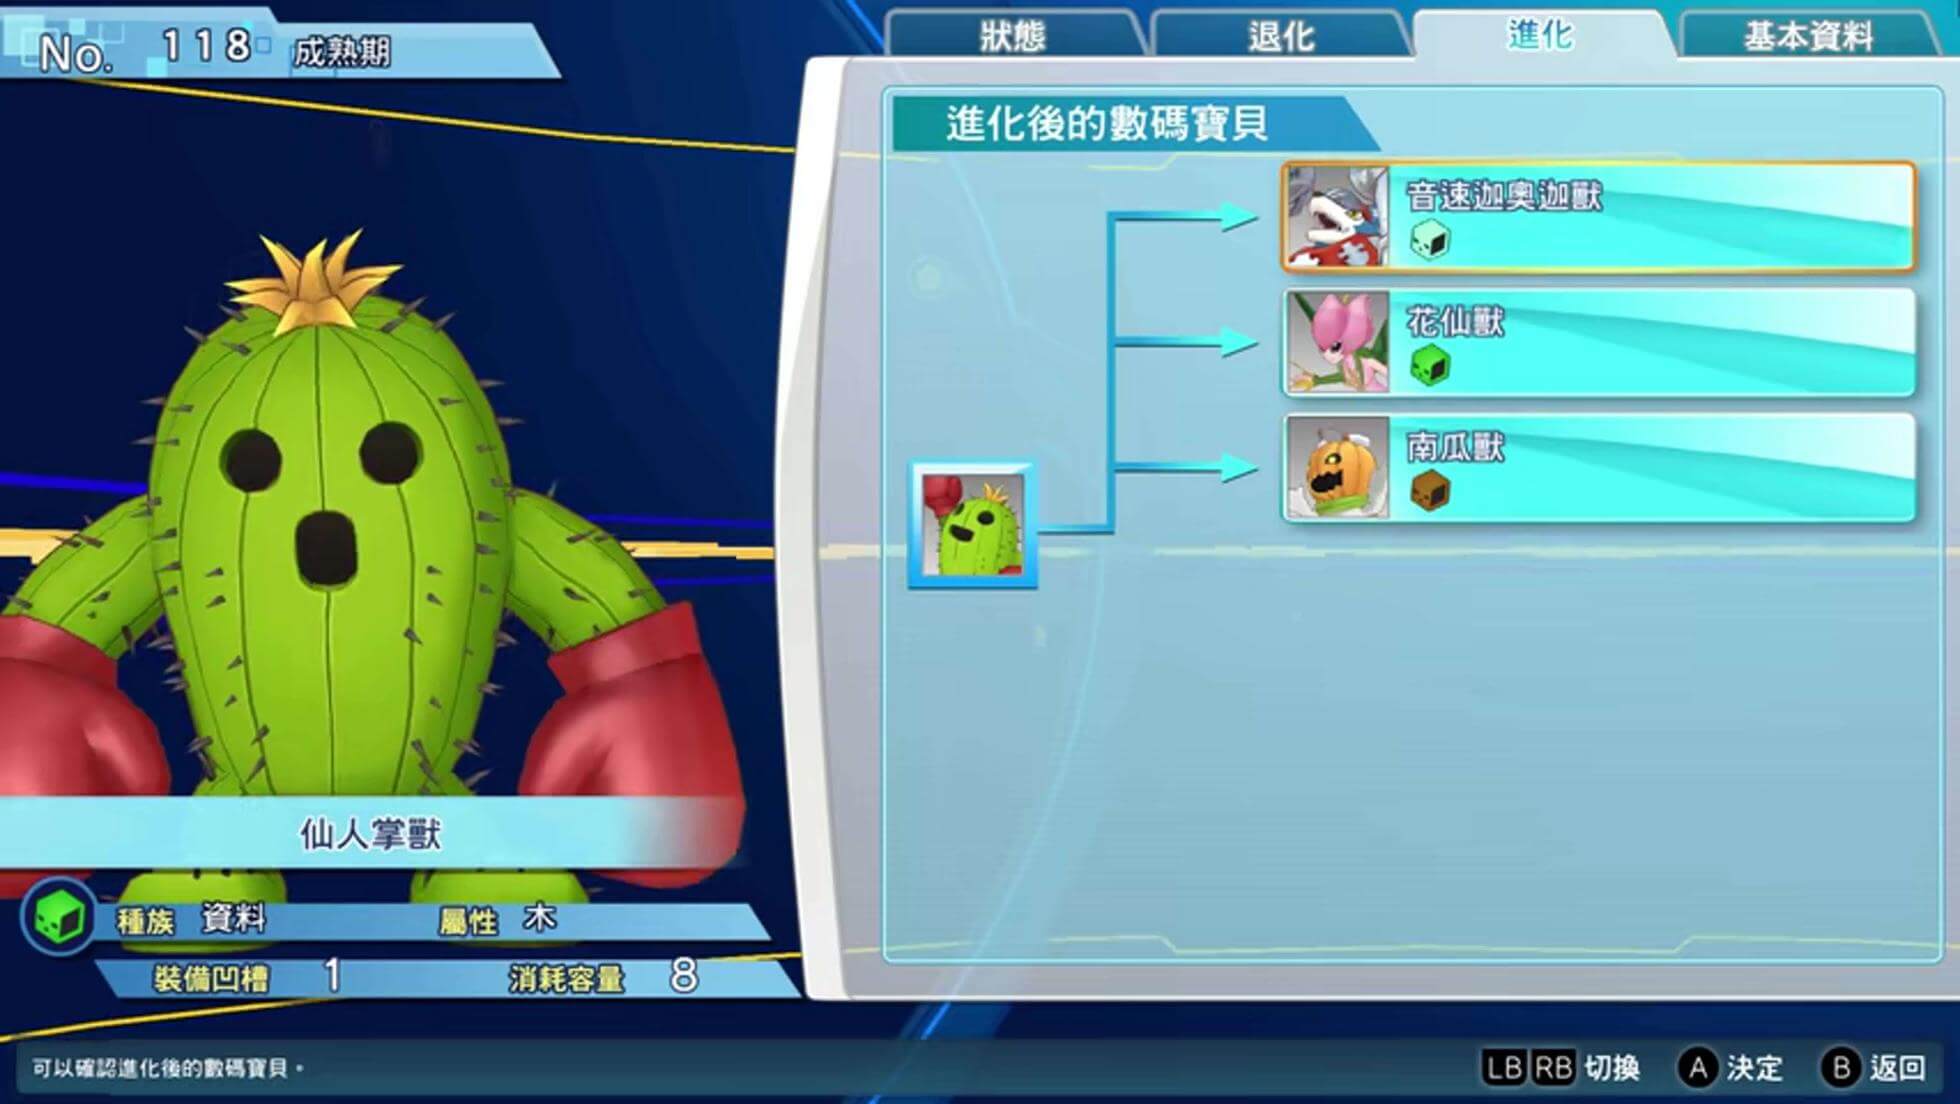 No. 118 成熟期
狀態 退化 進化 基本資料
進化後的數碼寶貝
音速迦奧迦獸
花仙獸
南瓜獸
仙人掌獸
種族 資料 屬性 木
裝備凹槽 1 消耗容量 8
可以確認進化後的數碼寶貝。
LB RB 切換 A 決定 B 返回